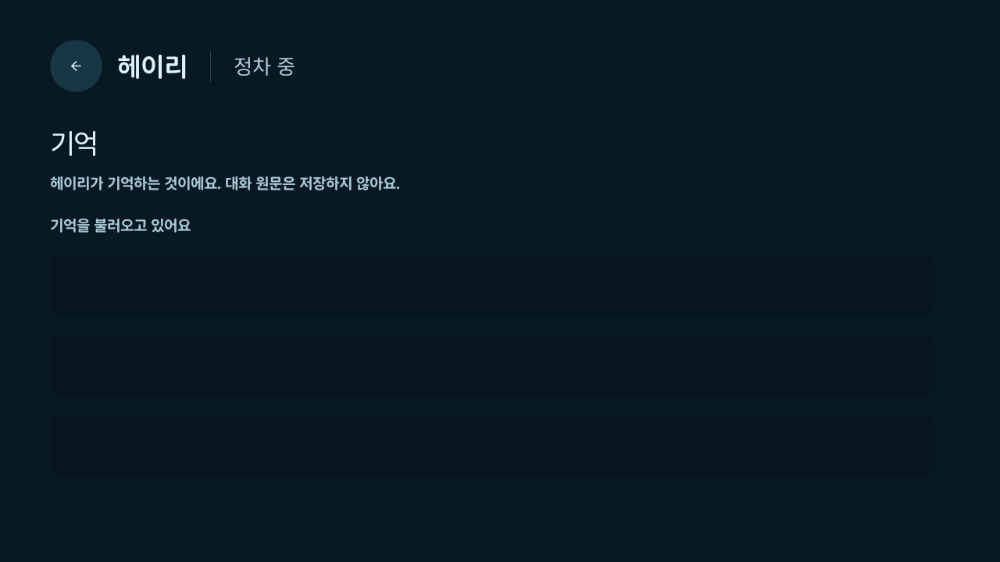 헤이리
정차 중
기억
헤이리가 기억하는 것이에요. 대화 원문은 저장하지 않아요.
기억을 불러오고 있어요